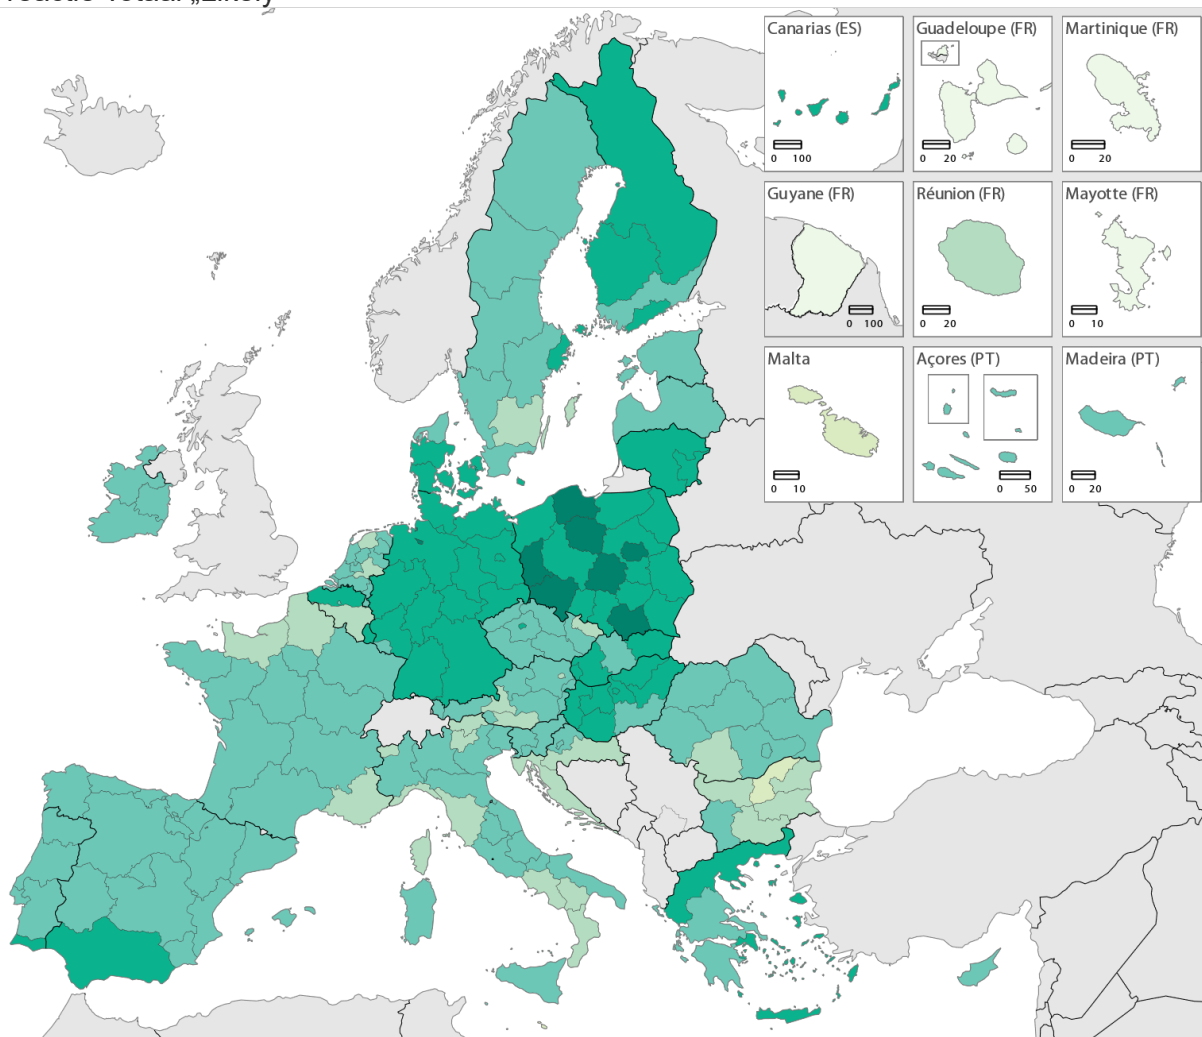 Canarias (ES)
0 100
Guadeloupe (FR)
0 20
Martinique (FR)
0 20
Guyane (FR)
0 100
Réunion (FR)
0 20
Mayotte (FR)
0 10
Malta
0 10
Açores (PT)
0 50
Madeira (PT)
0 20